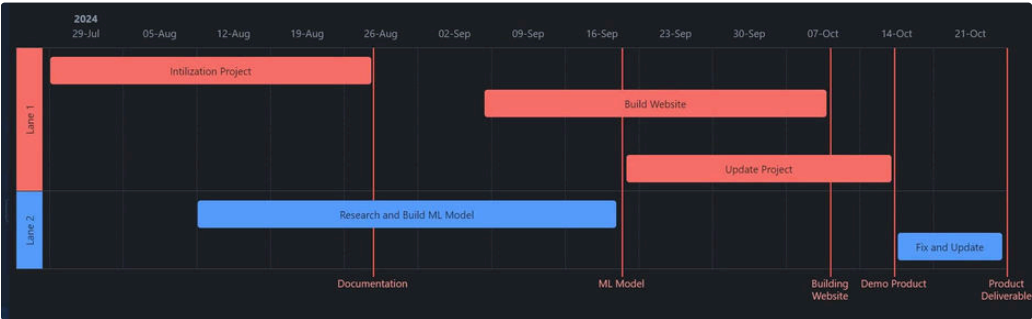 2024
29-Jul 05-Aug 12-Aug 19-Aug 26-Aug 02-Sep 09-Sep 16-Sep 23-Sep 30-Sep 07-Oct 14-Oct 21-Oct
Lane 1
Intilization Project
Build Website
Update Project
Lane 2
Research and Build ML Model
Fix and Update
Documentation
ML Model
Building
Website
Demo Product
Product
Deliverable